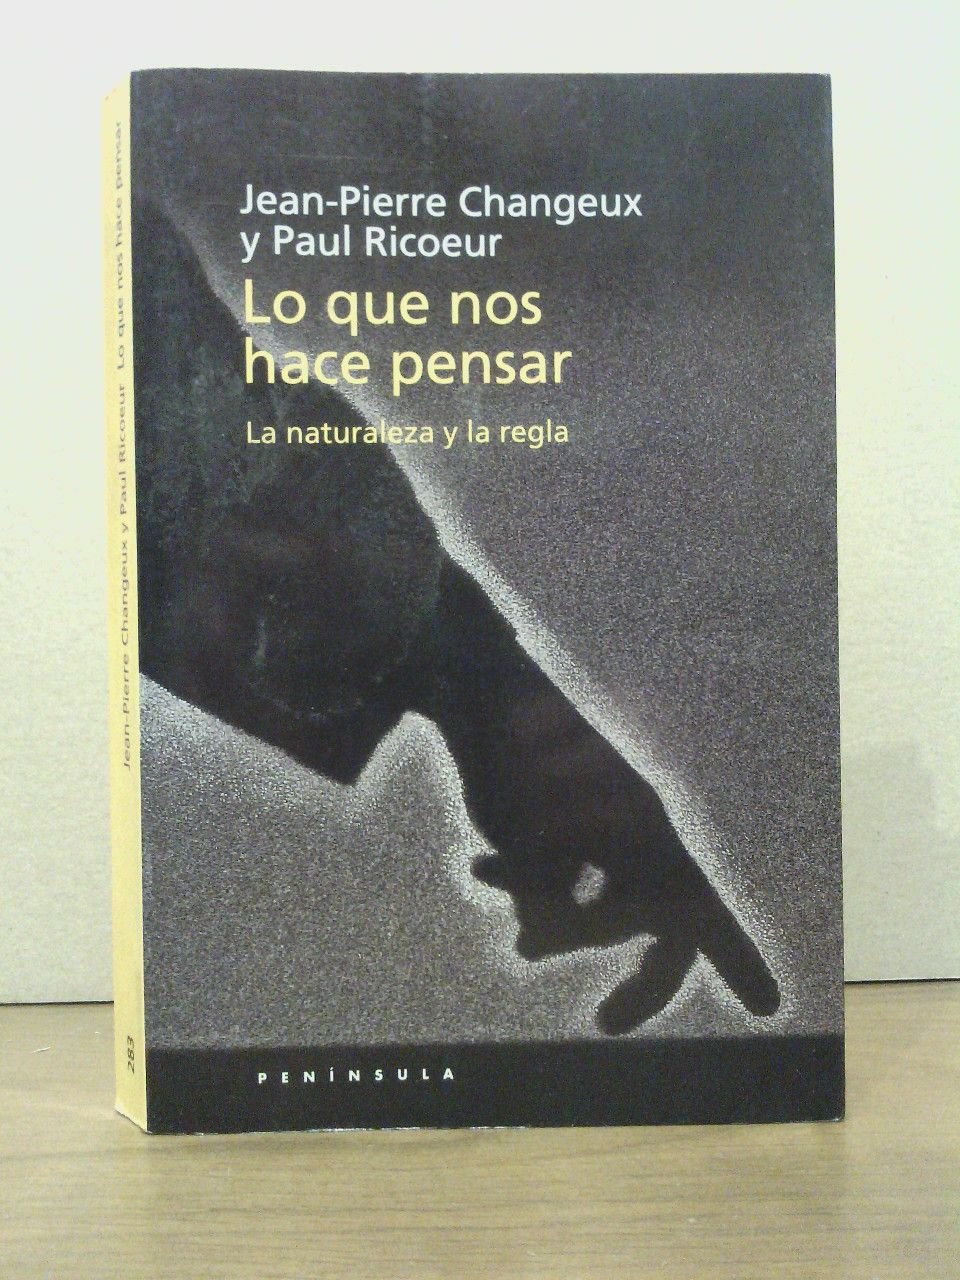 Jean-Pierre Changeux
y Paul Ricoeur
Lo que nos
hace pensar
La naturaleza y la regla
PENÍNSULA
Jean-Pierre Changeux y Paul Ricoeur Lo que nos hace pensar
283